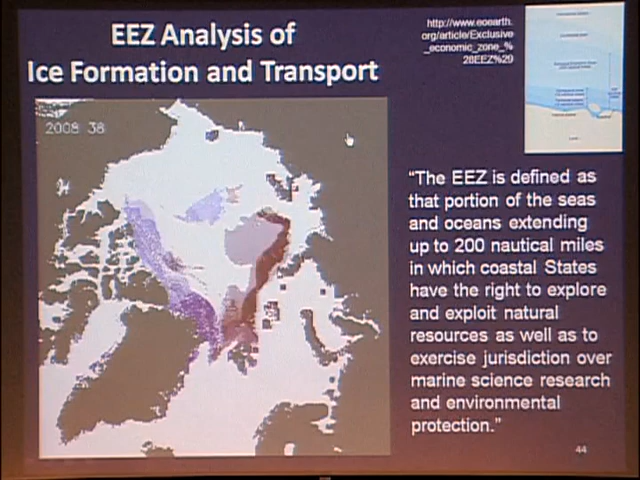 EEZ Analysis of
Ice Formation and Transport
http://www.eoearth.
org/article/Exclusive
_economic_zone_%
28EEZ%29
2008 38
"The EEZ is defined as
that portion of the seas
and oceans extending
up to 200 nautical miles
in which coastal States
have the right to explore
and exploit natural
resources as well as to
exercise jurisdiction over
marine science research
and environmental
protection."
44